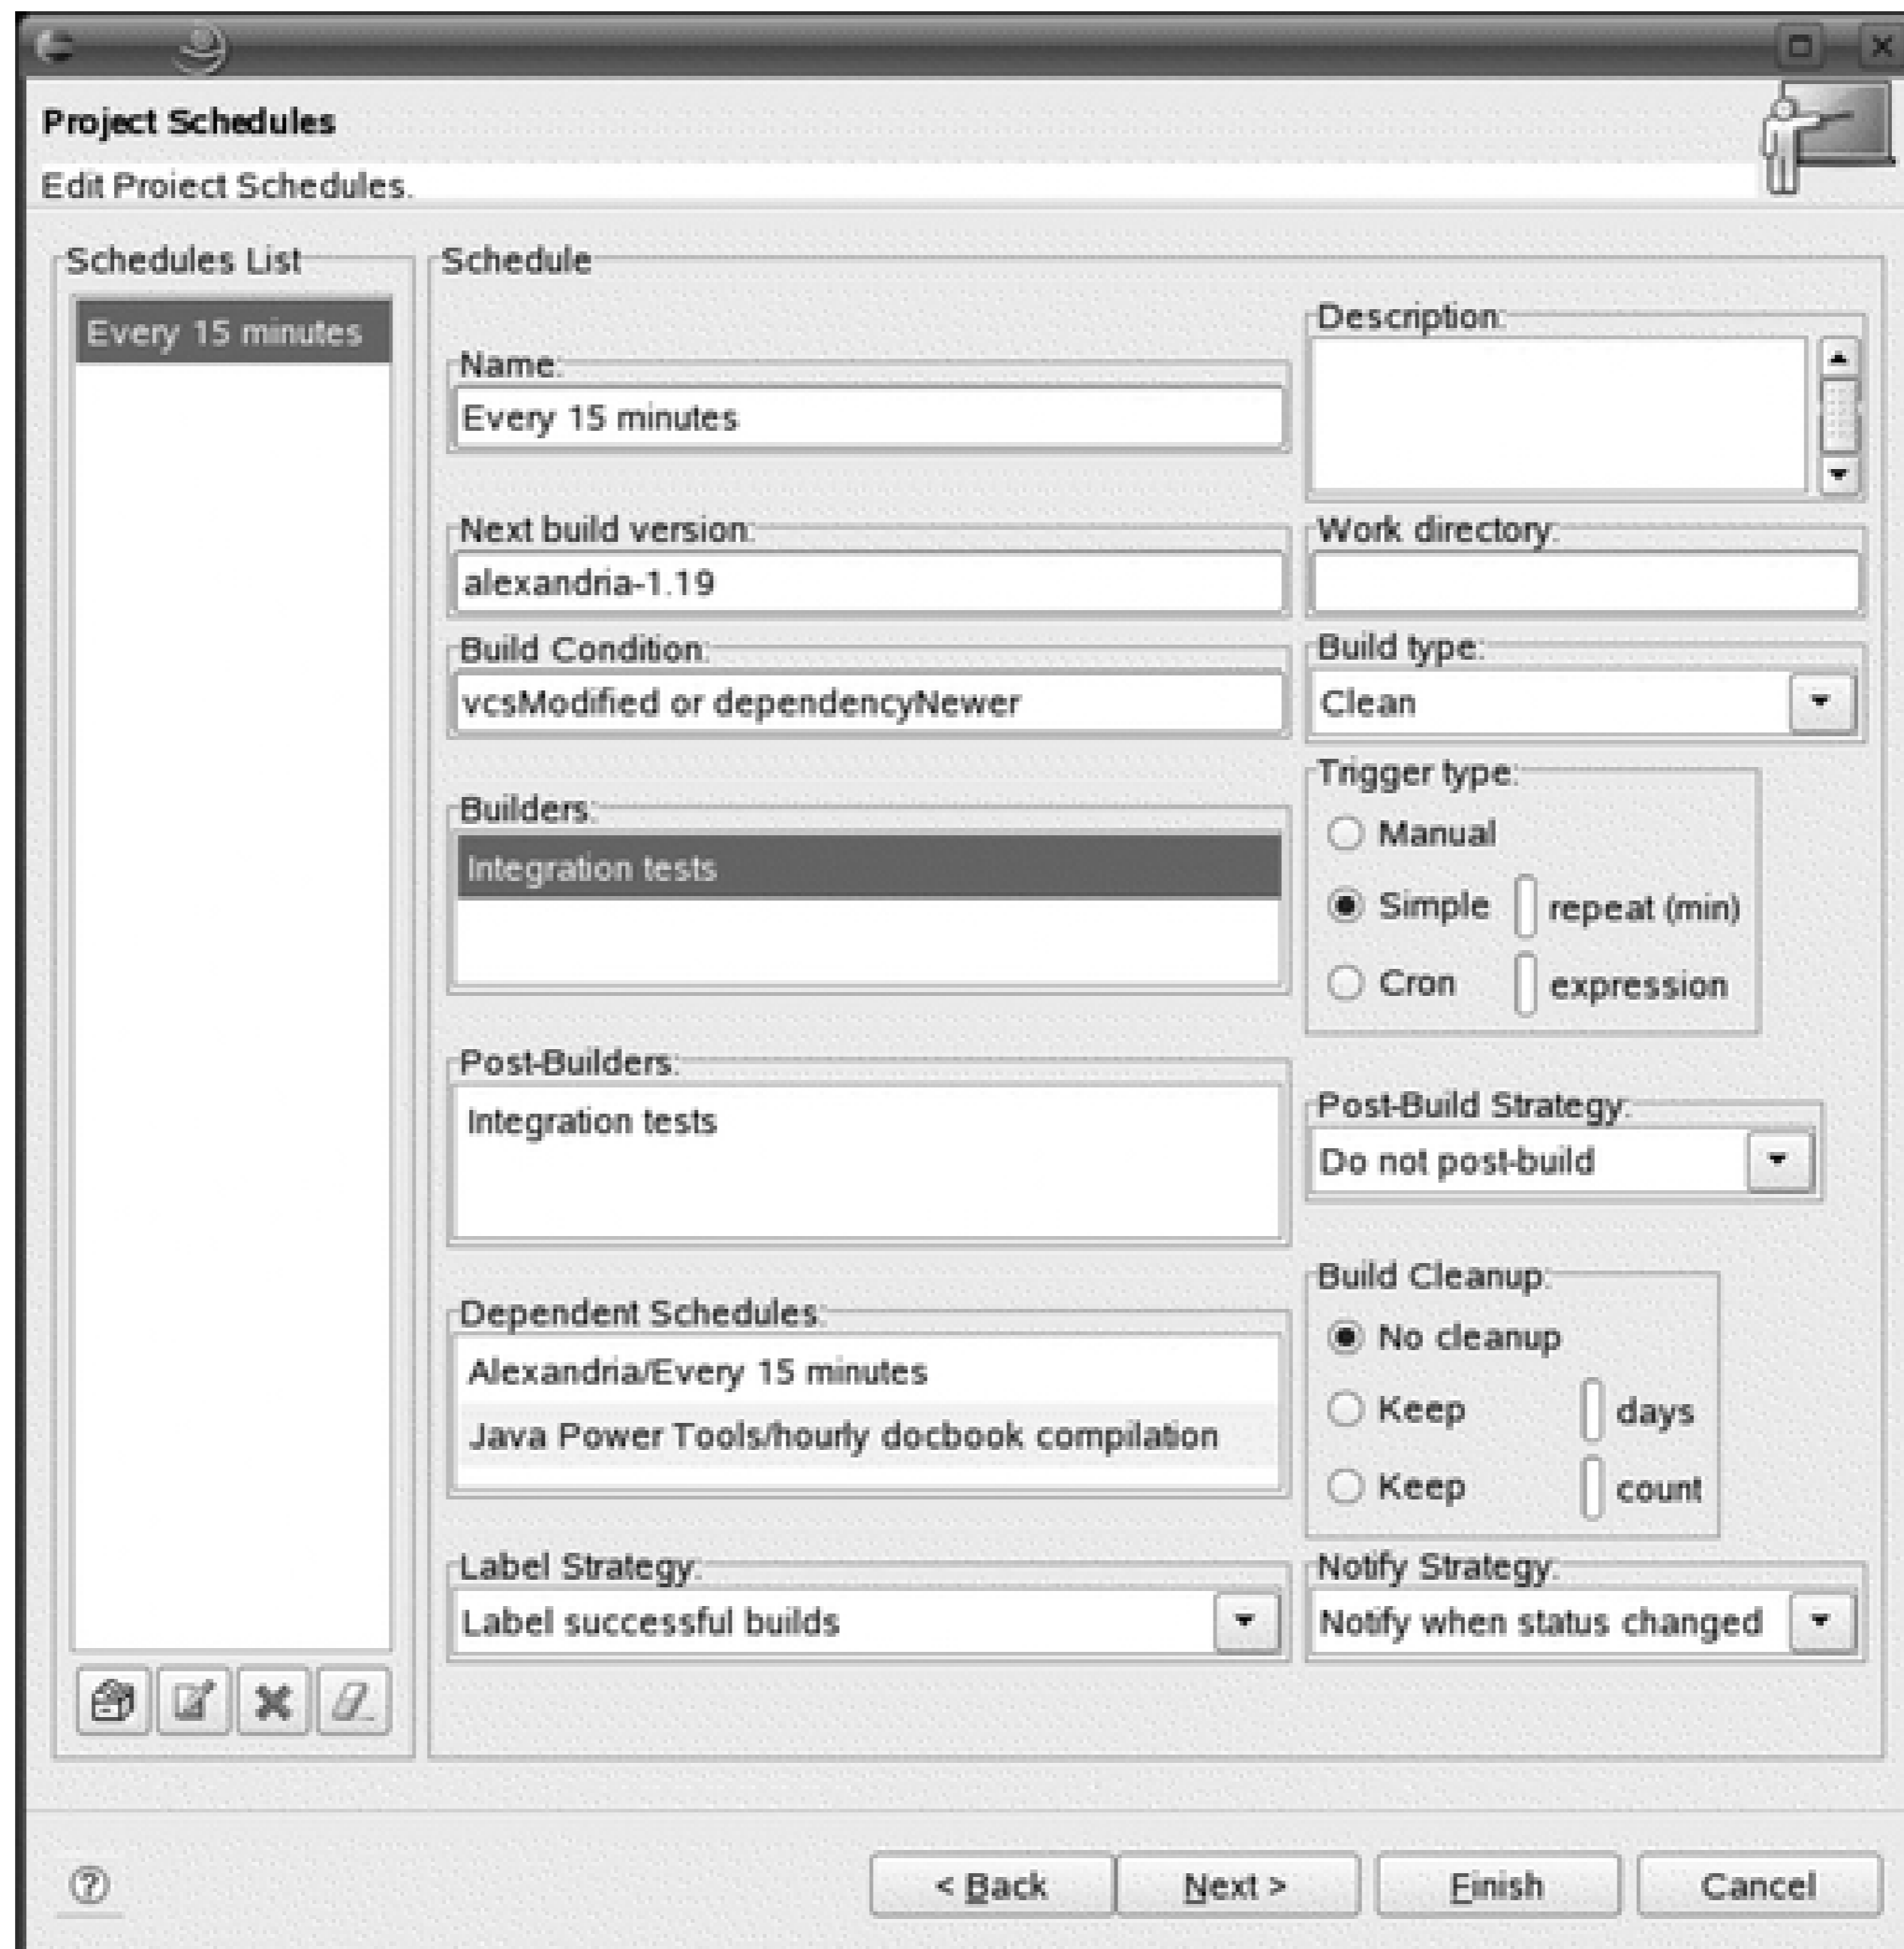 Project Schedules
Edit Project Schedules.
Schedules List
Every 15 minutes
Schedule
Name:
Every 15 minutes
Description:
Next build version:
alexandria-1.19
Work directory:
Build Condition:
vcsModified or dependencyNewer
Build type:
Clean
Builders:
Integration tests
Trigger type:
Manual
Simple repeat (min)
Cron expression
Post-Builders:
Integration tests
Post-Build Strategy:
Do not post-build
Dependent Schedules:
Alexandria/Every 15 minutes
Java Power Tools/hourly docbook compilation
Build Cleanup:
No cleanup
Keep days
Keep count
Label Strategy:
Label successful builds
Notify Strategy:
Notify when status changed
?
< Back
Next >
Finish
Cancel